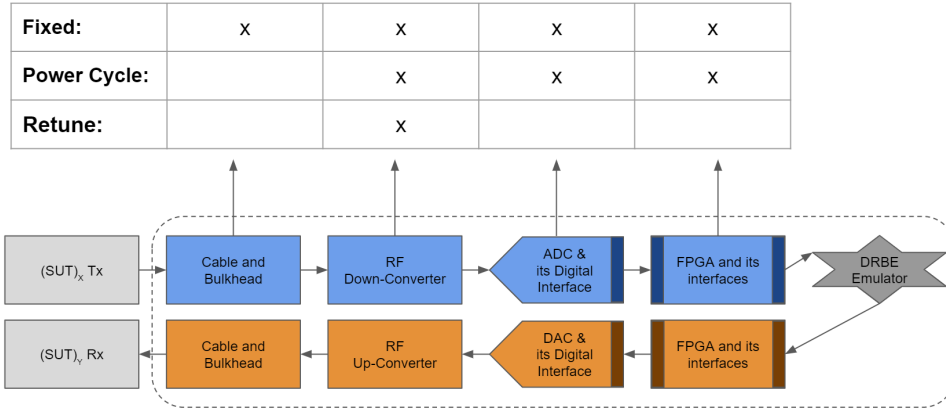 Fixed: x x x x
Power Cycle: x x x
Retune: x
(SUT)X Tx
Cable and
Bulkhead
RF
Down-Converter
ADC &
its Digital
Interface
FPGA and its
interfaces
DRBE
Emulator
(SUT)Y Rx
Cable and
Bulkhead
RF
Up-Converter
DAC &
its Digital
Interface
FPGA and its
interfaces